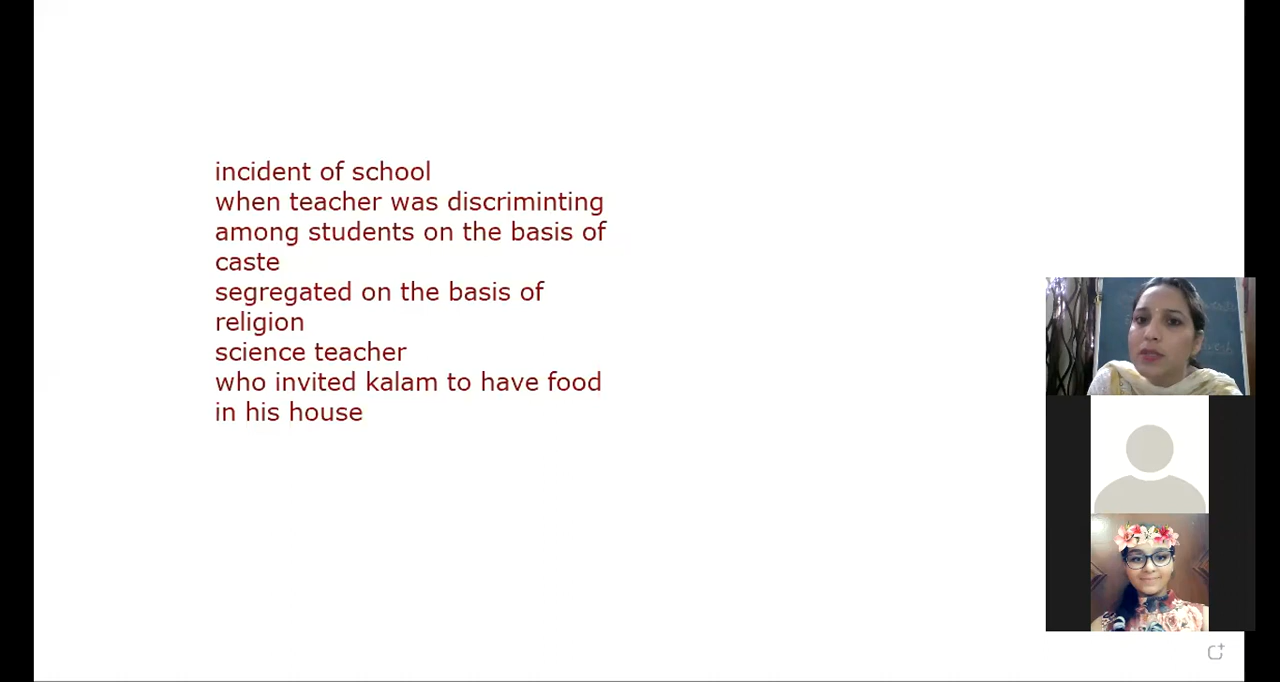 incident of school
when teacher was discriminting
among students on the basis of
caste
segregated on the basis of
religion
science teacher
who invited kalam to have food
in his house